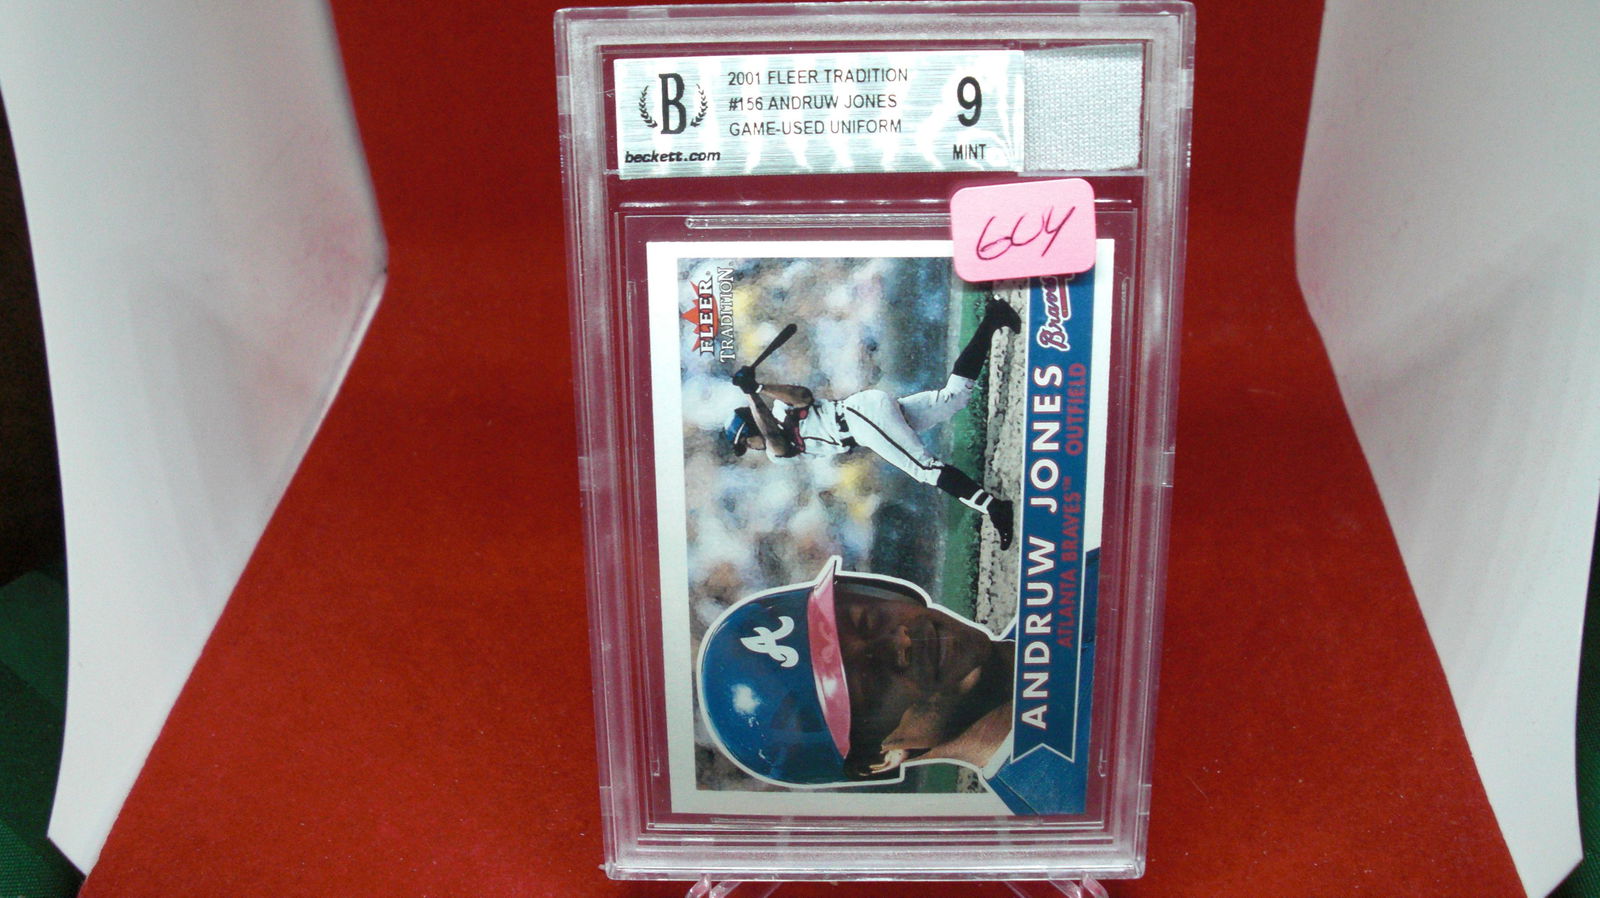 B
beckett.com
2001 FLEER TRADITION
#156 ANDRUW JONES
GAME-USED UNIFORM
9
MINT
604
FLEER
TRADITION
A
Braves
ANDRUW JONES
ATLANTA BRAVES™ OUTFIELD